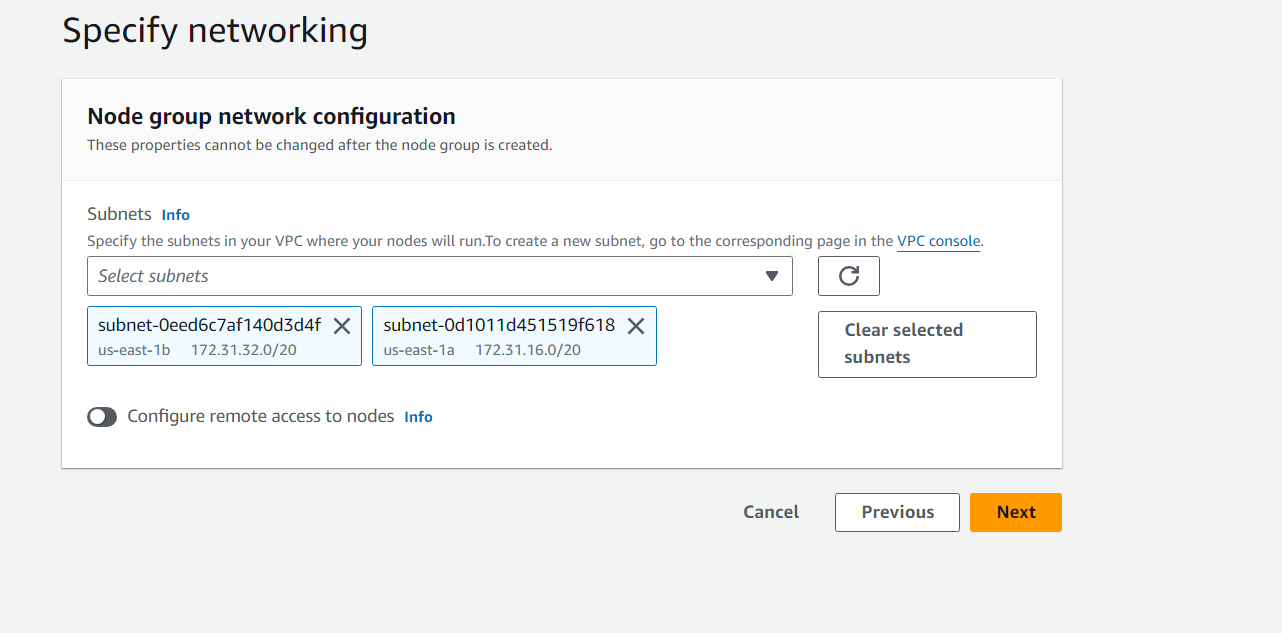 Specify networking
Node group network configuration
These properties cannot be changed after the node group is created.
Subnets Info
Specify the subnets in your VPC where your nodes will run.To create a new subnet, go to the corresponding page in the VPC console.
Select subnets
subnet-0eed6c7af140d3d4f
us-east-1b 172.31.32.0/20
subnet-0d1011d451519f618
us-east-1a 172.31.16.0/20
Clear selected
subnets
Configure remote access to nodes Info
Cancel
Previous
Next